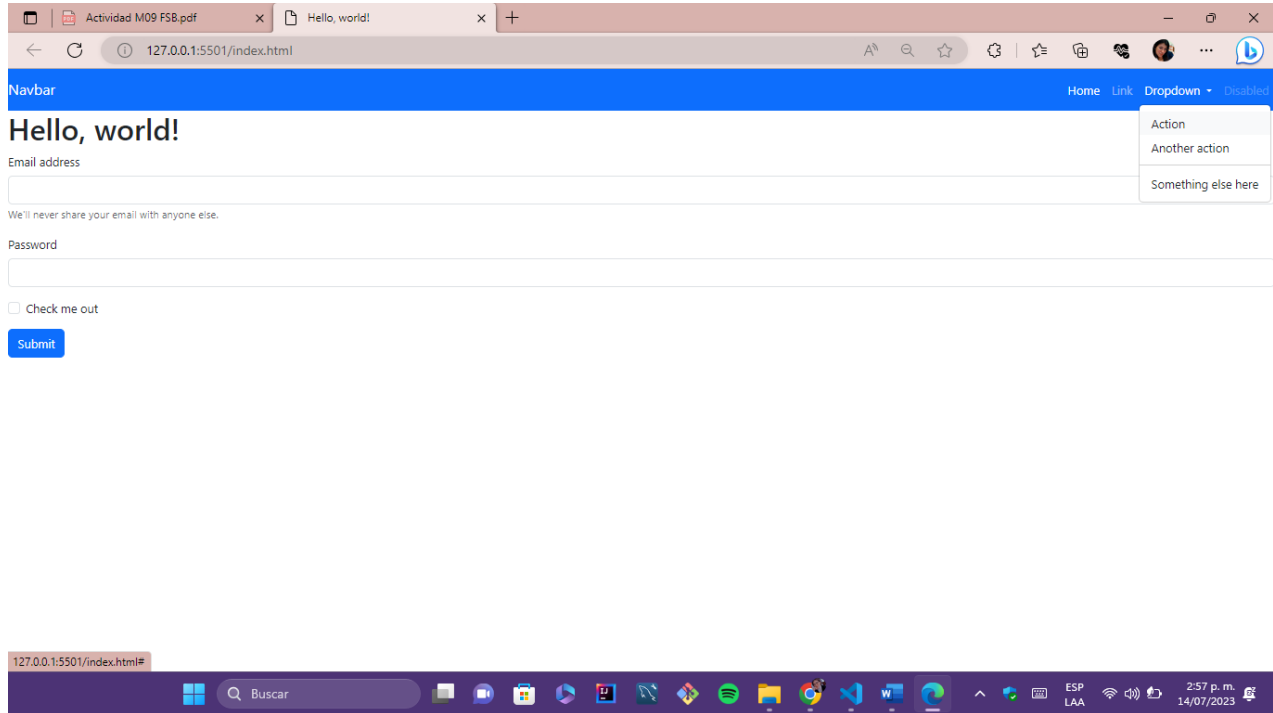 Actividad M09 FSB.pdf
Hello, world!
127.0.0.1:5501/index.html
Navbar
Home Link Dropdown Disabled
Hello, world!
Action
Another action
Something else here
Email address
We'll never share your email with anyone else.
Password
Check me out
Submit
127.0.0.1:5501/index.html#
Buscar
ESP
LAA
2:57 p. m.
14/07/2023